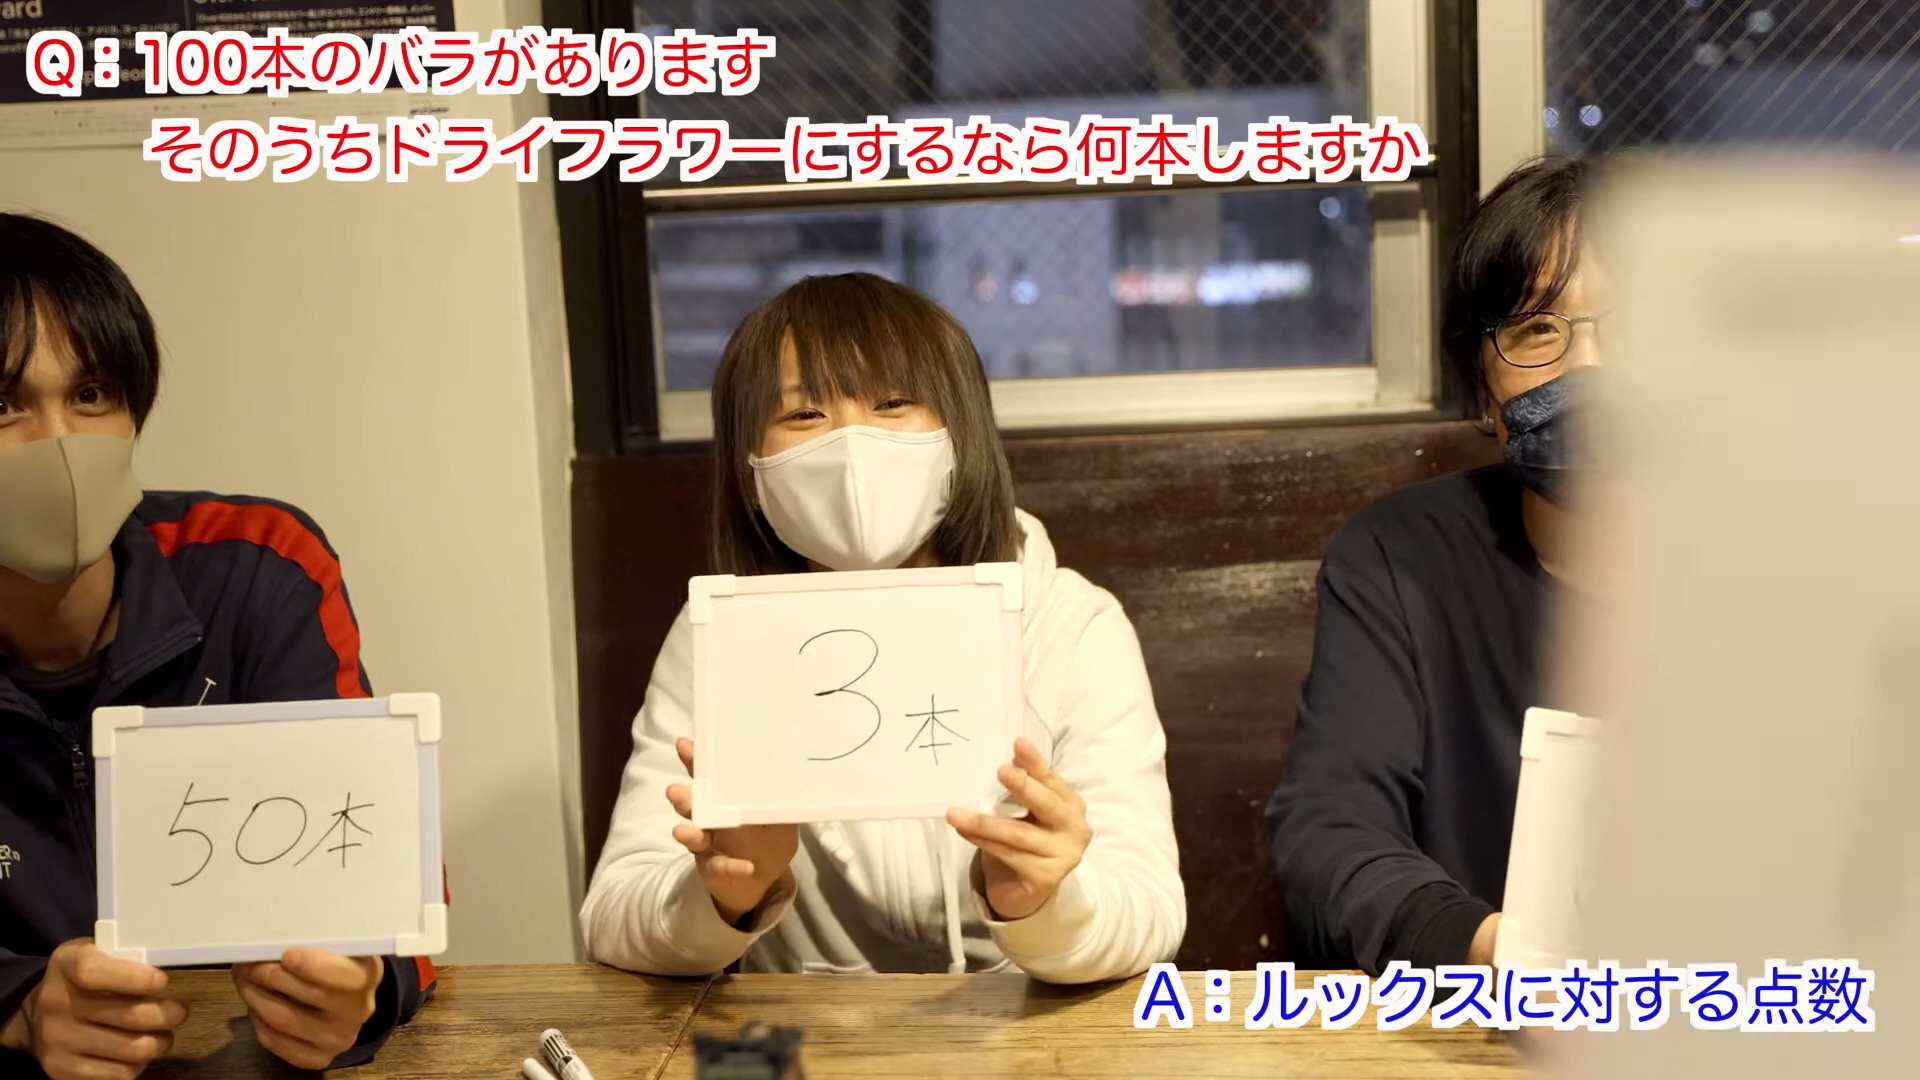 Q：100本のバラがあります
そのうちドライフラワーにするなら何本しますか
50本
3本
A：ルックスに対する点数